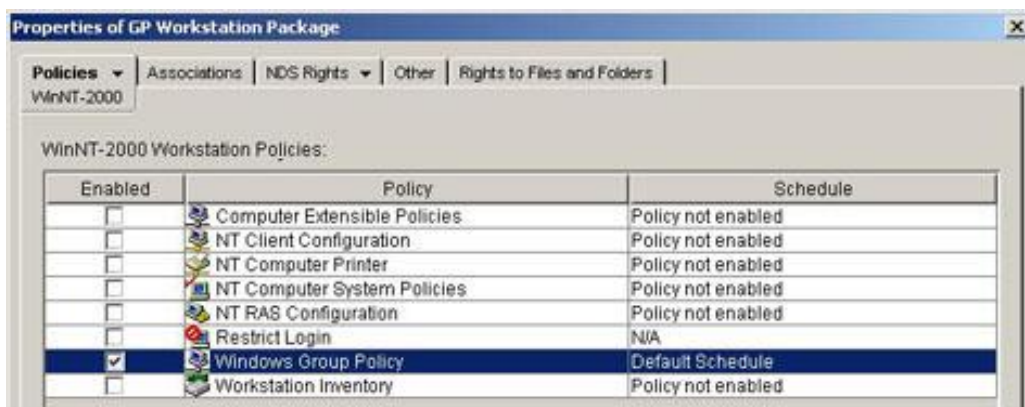 Properties of GP Workstation Package
Policies Associations NDS Rights Other Rights to Files and Folders
WinNT-2000
WinNT-2000 Workstation Policies:
Enabled Policy Schedule
Computer Extensible Policies Policy not enabled
NT Client Configuration Policy not enabled
NT Computer Printer Policy not enabled
NT Computer System Policies Policy not enabled
NT RAS Configuration Policy not enabled
Restrict Login N/A
Windows Group Policy Default Schedule
Workstation Inventory Policy not enabled